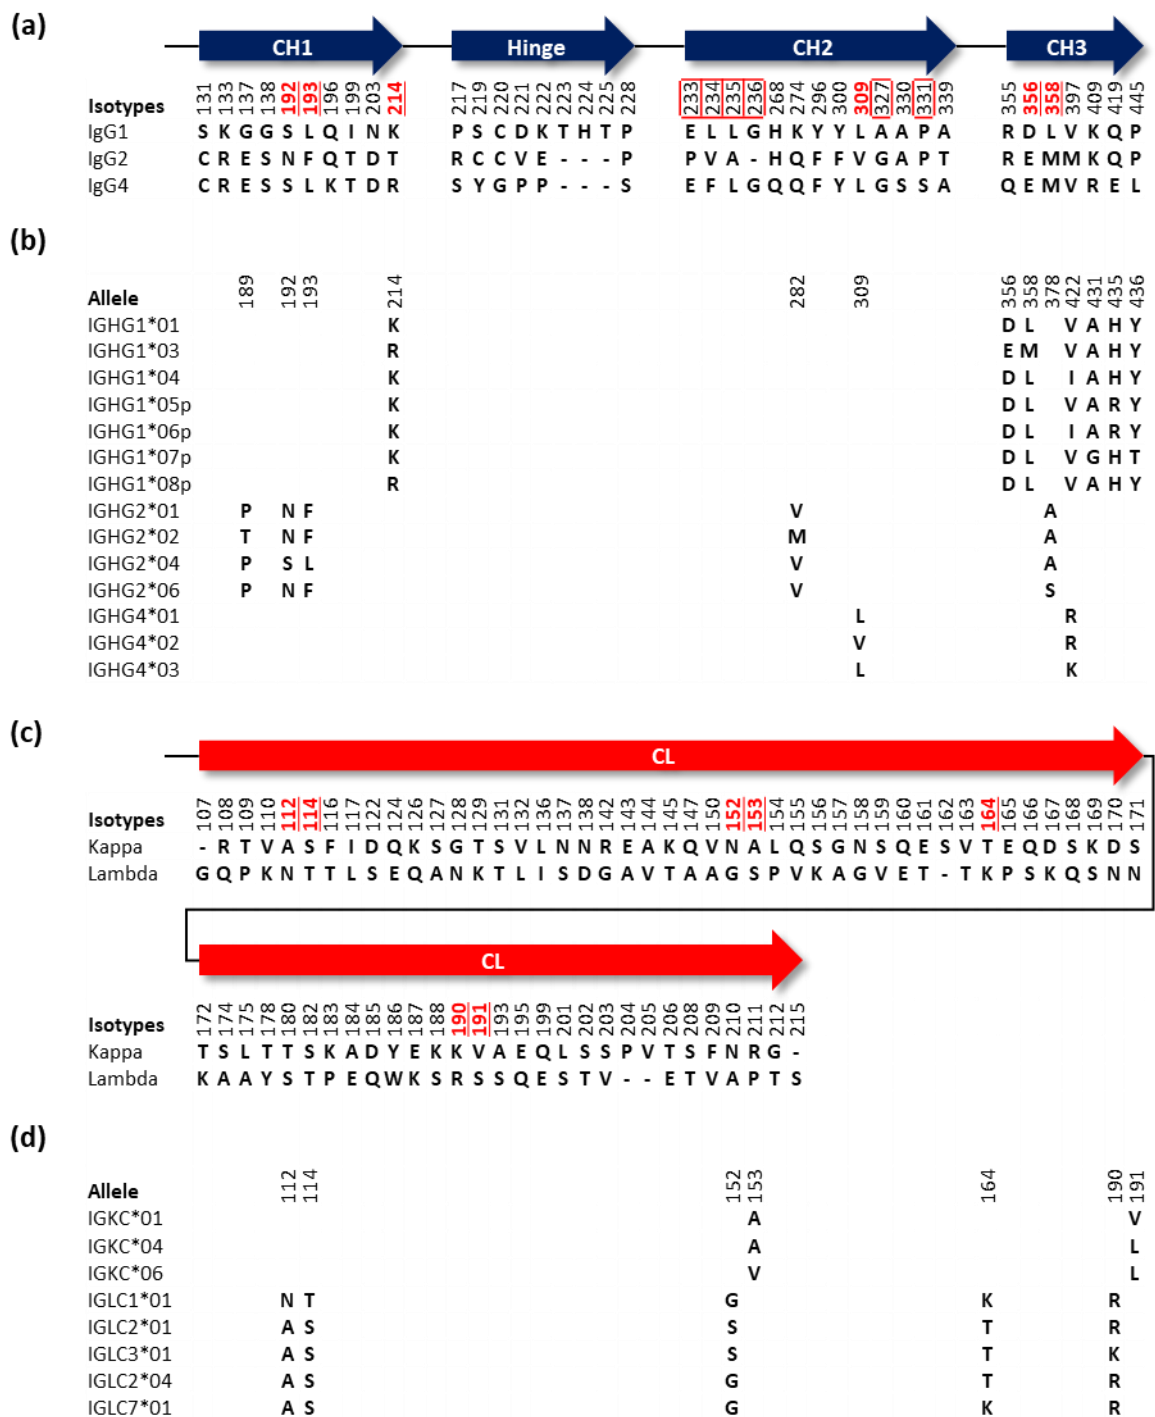 (a)
CH1 Hinge CH2 CH3
Isotypes 131 133 137 138 192 193 196 199 203 214 217 219 220 221 222 223 224 225 228 233 234 235 236 268 274 296 300 309 327 330 331 339 355 356 358 397 409 419 445
IgG1 S K G G S L Q I N K P S C D K T H T P E L L G H K Y Y L A A P A R D L V K Q P
IgG2 C R E S N F Q T D T R C C V E - - - P P V A - H Q F F V G A P T R E M M K Q P
IgG4 C R E S S L K T D R S Y G P P - - - S E F L G Q Q F Y L G S S A Q E M V R E L
(b)
Allele 189 192 193 214 282 309 356 358 378 422 431 435 436
IGHG1*01 K D L V A H Y
IGHG1*03 R E M V A H Y
IGHG1*04 K D L I A H Y
IGHG1*05p K D L V A R Y
IGHG1*06p K D L I A R Y
IGHG1*07p K D L V G H T
IGHG1*08p R D L V A H Y
IGHG2*01 P N F V A
IGHG2*02 T N F M A
IGHG2*04 P S L V A
IGHG2*06 P N F V S
IGHG4*01 L R
IGHG4*02 V R
IGHG4*03 L K
(c)
CL
Isotypes 107 108 109 110 112 114 116 117 122 124 126 127 128 129 131 132 136 137 138 142 143 144 145 147 150 152 153 154 155 156 157 158 159 160 161 162 163 164 165 166 167 168 169 170 171
Kappa - R T V A S F I D Q K S G T S V L N N R E A K Q V N A L Q S G N S Q E S V T E Q D S K D S
Lambda G Q P K N T T L S E Q A N K T L I S D G A V T A A G S P V K A G V E T - T K P S K Q S N N
CL
Isotypes 172 174 175 178 180 182 183 184 185 186 187 188 190 191 193 195 199 201 202 203 204 205 206 208 209 210 211 212 215
Kappa T S L T T S K A D Y E K K V A E Q L S S P V T S F N R G -
Lambda K A A Y S T P E Q W K S R S S Q E S T V - - E T V A P T S
(d)
Allele 112 114 152 153 164 190 191
IGKC*01 A V
IGKC*04 A L
IGKC*06 V L
IGLC1*01 N T G K R
IGLC2*01 A S S T R
IGLC3*01 A S S T K
IGLC2*04 A S G T R
IGLC7*01 A S G K R